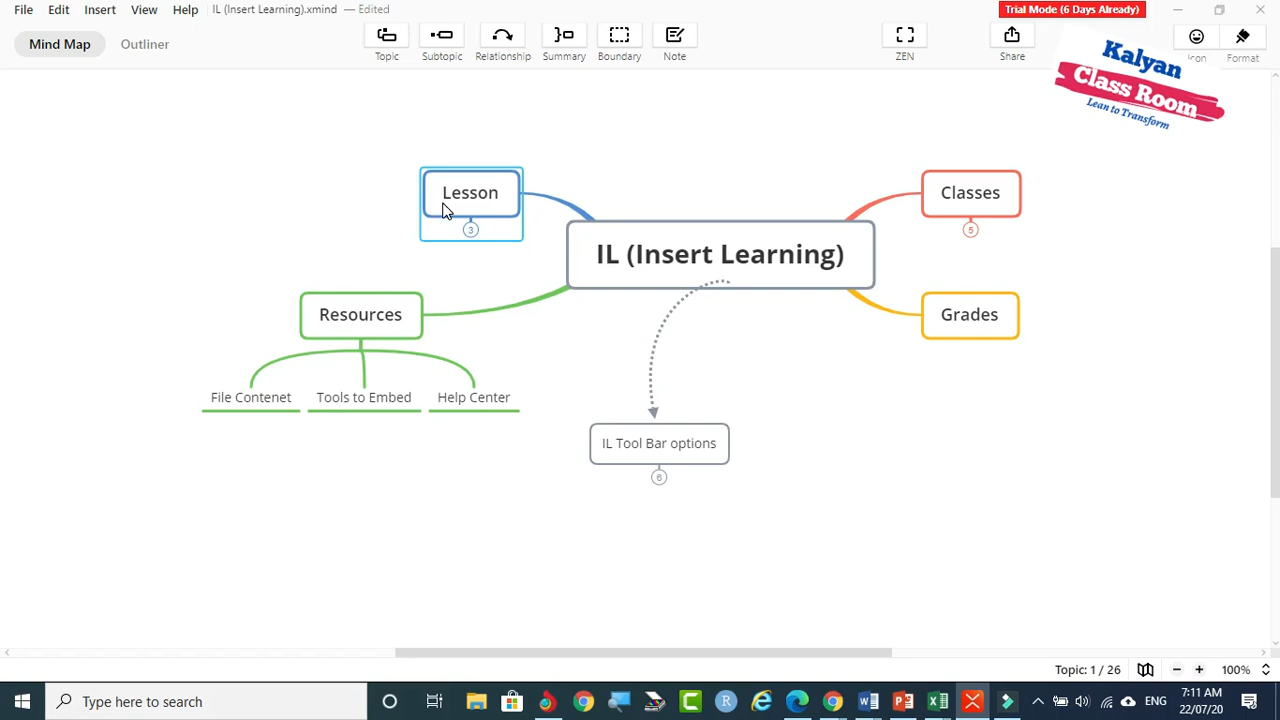 File Edit Insert View Help IL (Insert Learning).xmind — Edited
Trial Mode (6 Days Already)
Mind Map Outliner
Topic Subtopic Relationship Summary Boundary Note ZEN Share Icon Format
Kalyan
Class Room
Lean to Transform
Lesson
3
Classes
5
IL (Insert Learning)
Resources
Grades
File Contenet Tools to Embed Help Center
IL Tool Bar options
6
Topic: 1 / 26 100%
Type here to search
ENG
7:11 AM
22/07/20